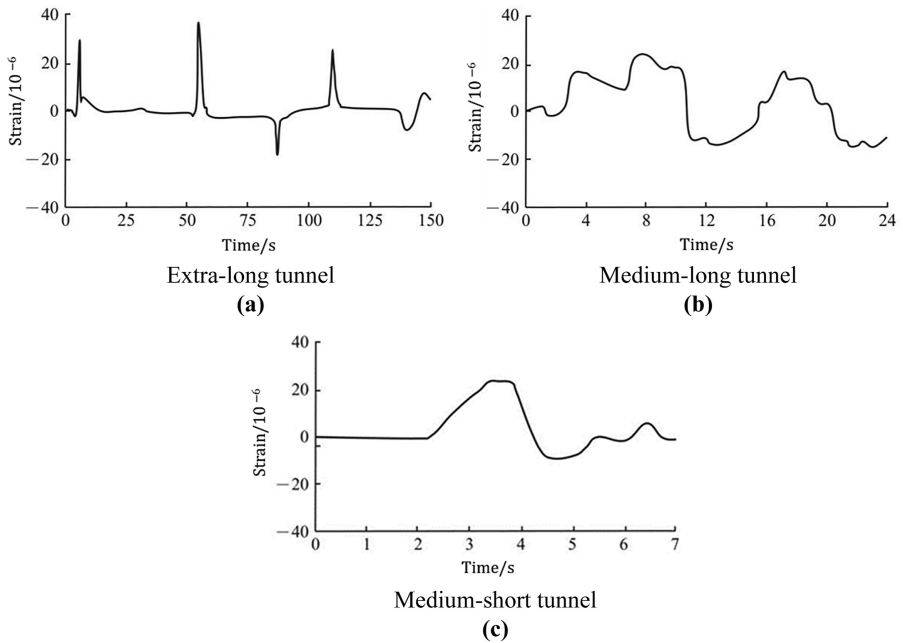 40
20
0
−20
−40
Strain/10⁻⁶
0 25 50 75 100 125 150
Time/s
Extra-long tunnel
(a)
40
20
0
−20
−40
Strain/10⁻⁶
0 4 8 12 16 20 24
Time/s
Medium-long tunnel
(b)
40
20
0
−20
−40
Strain/10⁻⁶
0 1 2 3 4 5 6 7
Time/s
Medium-short tunnel
(c)